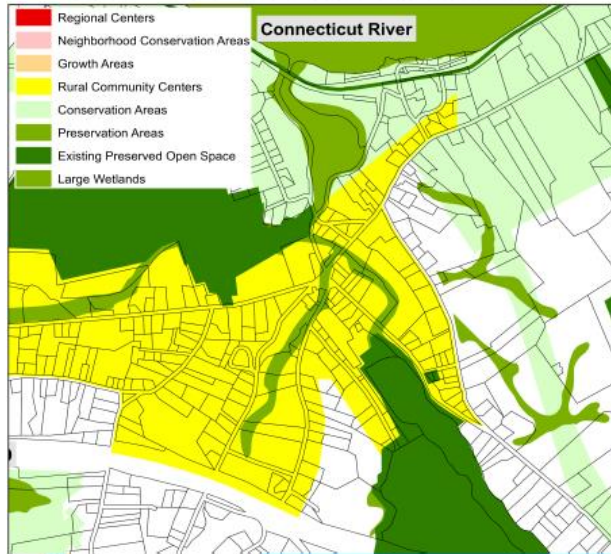 Connecticut River
Regional Centers
Neighborhood Conservation Areas
Growth Areas
Rural Community Centers
Conservation Areas
Preservation Areas
Existing Preserved Open Space
Large Wetlands